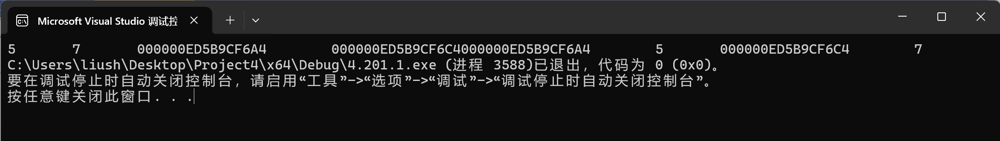 Microsoft Visual Studio 调试控
5 7 000000ED5B9CF6A4 000000ED5B9CF6C4000000ED5B9CF6A4 5 000000ED5B9CF6C4 7
C:\Users\liush\Desktop\Project4\x64\Debug\4.201.1.exe (进程 3588)已退出，代码为 0 (0x0)。
要在调试停止时自动关闭控制台，请启用“工具”->“选项”->“调试”->“调试停止时自动关闭控制台”。
按任意键关闭此窗口. . .